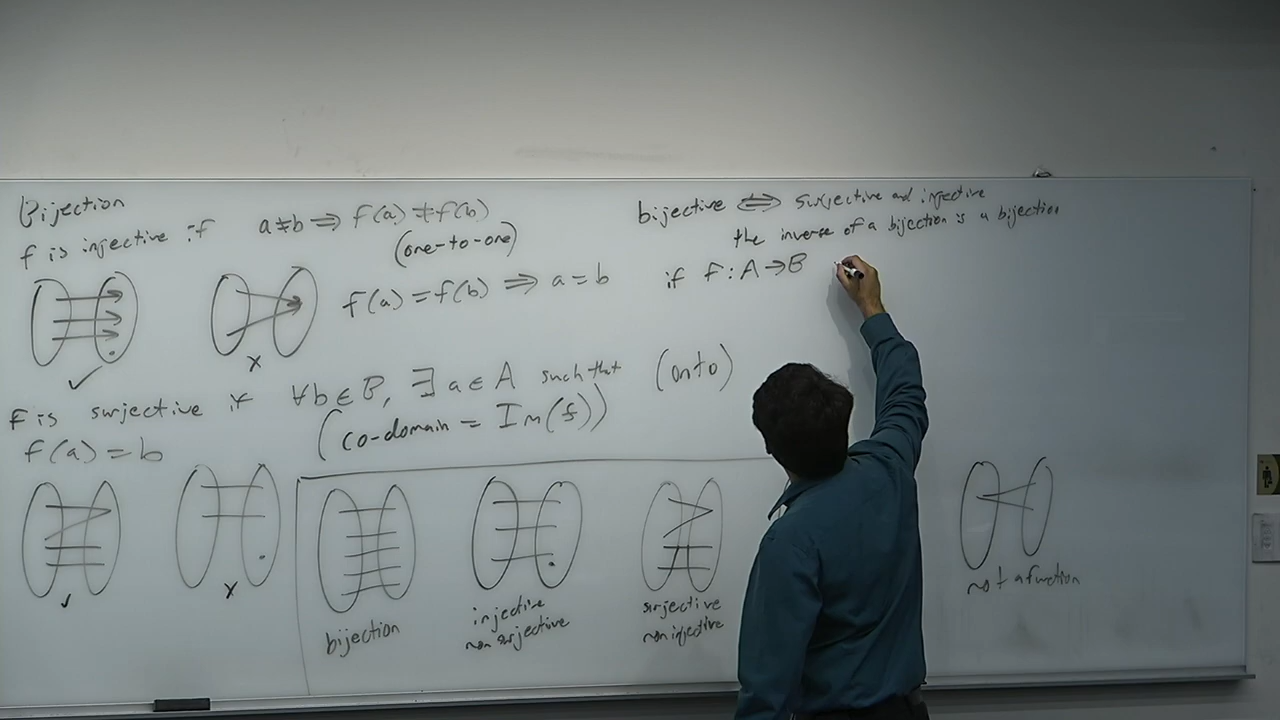 Bijection
f is injective if a≠b ⟹ f(a)≠f(b)
(one-to-one)
f(a)=f(b) ⟹ a=b
f is surjective if ∀b∈B, ∃a∈A such that (onto)
f(a)=b (co-domain = Im(f))
bijection
injective
non surjective
surjective
non injective
bijective ⟺ surjective and injective
the inverse of a bijection is a bijection
if f:A→B
not a function